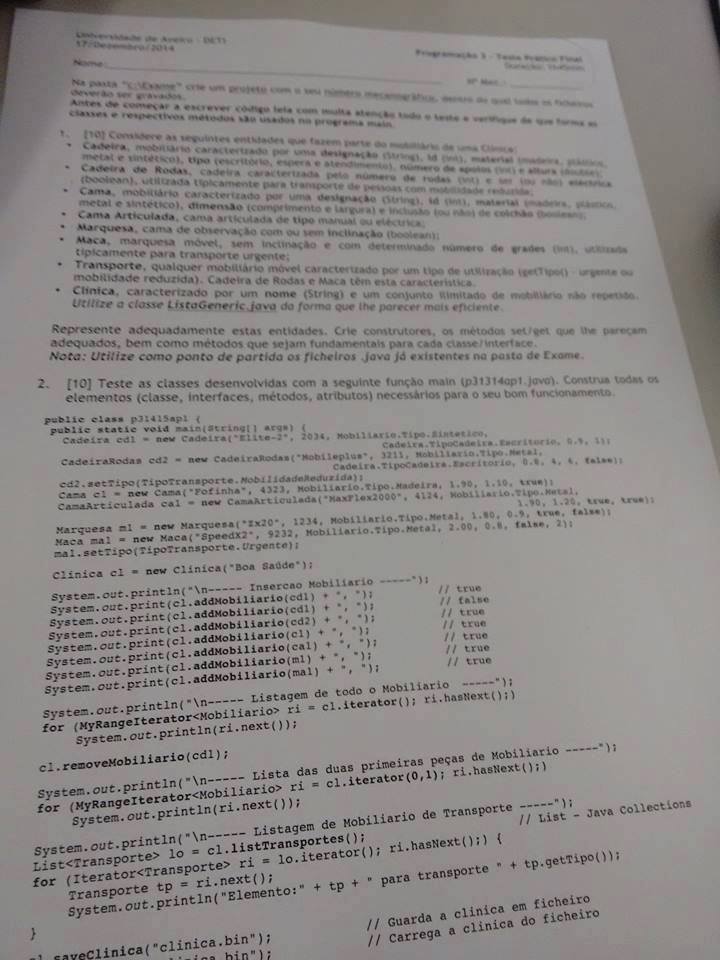 Universidade de Aveiro - DETI
17/Dezembro/2014
Programação 3 - Teste Prático Final
Nome:
Nº Mec.:
Na pasta "c:\Exame" crie um projeto com o seu número mecanográfico, dentro do qual todos os ficheiros
deverão ser gravados.
Antes de começar a escrever código leia com muita atenção todo o teste e verifique de que forma as
classes e respectivos métodos são usados no programa main.
1. [10] Considere as seguintes entidades que fazem parte do mobiliário de uma Clínica:
• Cadeira, mobiliário caracterizado por uma designação (String), id (int), material (madeira, plástico,
metal e sintético), tipo (escritório, espera e atendimento), número de apoios (int) e altura (double);
• Cadeira de Rodas, cadeira caracterizada pelo número de rodas (int) e ser (ou não) eléctrica
(boolean), utilizada tipicamente para transporte de pessoas com mobilidade reduzida;
• Cama, mobiliário caracterizado por uma designação (String), id (int), material (madeira, plástico,
metal e sintético), dimensão (comprimento e largura) e inclusão (ou não) de colchão (boolean);
• Cama Articulada, cama articulada de tipo manual ou eléctrica;
• Marquesa, cama de observação com ou sem inclinação (boolean);
• Maca, marquesa móvel, sem inclinação e com determinado número de grades (int), utilizada
tipicamente para transporte urgente;
• Transporte, qualquer mobiliário móvel caracterizado por um tipo de utilização (getTipo() - urgente ou
mobilidade reduzida). Cadeira de Rodas e Maca têm esta característica.
• Clínica, caracterizado por um nome (String) e um conjunto ilimitado de mobiliário não repetido.
Utilize a classe ListaGeneric.java da forma que lhe parecer mais eficiente.
Represente adequadamente estas entidades. Crie construtores, os métodos set/get que lhe pareçam
adequados, bem como métodos que sejam fundamentais para cada classe/interface.
Nota: Utilize como ponto de partida os ficheiros .java já existentes na pasta de Exame.
2. [10] Teste as classes desenvolvidas com a seguinte função main (p31314ap1.java). Construa todas os
elementos (classe, interfaces, métodos, atributos) necessários para o seu bom funcionamento.
public class p31415ap1 {
public static void main(String[] args) {
Cadeira cd1 = new Cadeira("Elite-2", 2034, Mobiliario.Tipo.Sintetico,
Cadeira.TipoCadeira.Escritorio, 0.9, 1);
CadeiraRodas cd2 = new CadeiraRodas("Mobileplus", 3211, Mobiliario.Tipo.Metal,
Cadeira.TipoCadeira.Escritorio, 0.8, 4, 4, false);
cd2.setTipo(TipoTransporte.MobilidadeReduzida);
Cama c1 = new Cama("Fofinha", 4323, Mobiliario.Tipo.Madeira, 1.90, 1.10, true);
CamaArticulada ca1 = new CamaArticulada("MaxFlex2000", 4124, Mobiliario.Tipo.Metal,
1.90, 1.20, true, true);
Marquesa m1 = new Marquesa("Ix20", 1234, Mobiliario.Tipo.Metal, 1.80, 0.9, true, false);
Maca ma1 = new Maca("SpeedX2", 9232, Mobiliario.Tipo.Metal, 2.00, 0.8, false, 2);
ma1.setTipo(TipoTransporte.Urgente);
Clinica cl = new Clinica("Boa Saúde");
System.out.println("\n----- Insercao Mobiliario -----");
System.out.print(cl.addMobiliario(cd1) + ", "); // true
System.out.print(cl.addMobiliario(cd1) + ", "); // false
System.out.print(cl.addMobiliario(cd2) + ", "); // true
System.out.print(cl.addMobiliario(c1) + ", "); // true
System.out.print(cl.addMobiliario(ca1) + ", "); // true
System.out.print(cl.addMobiliario(m1) + ", "); // true
System.out.print(cl.addMobiliario(ma1) + ", "); // true
System.out.println("\n----- Listagem de todo o Mobiliario -----");
for (MyRangeIterator<Mobiliario> ri = cl.iterator(); ri.hasNext();)
System.out.println(ri.next());
cl.removeMobiliario(cd1);
System.out.println("\n----- Lista das duas primeiras peças de Mobiliario -----");
for (MyRangeIterator<Mobiliario> ri = cl.iterator(0,1); ri.hasNext();)
System.out.println(ri.next());
System.out.println("\n----- Listagem de Mobiliario de Transporte -----");
List<Transporte> lo = cl.listTransportes(); // List - Java Collections
for (Iterator<Transporte> ri = lo.iterator(); ri.hasNext();) {
Transporte tp = ri.next();
System.out.println("Elemento:" + tp + " para transporte " + tp.getTipo());
}
saveClinica("clinica.bin"); // Guarda a clinica em ficheiro
bin"); // Carrega a clinica do ficheiro